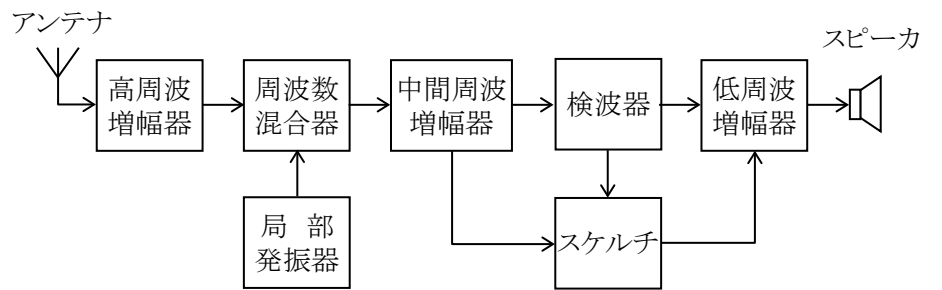 アンテナ
スピーカ
高周波
増幅器
周波数
混合器
中間周波
増幅器
検波器
低周波
増幅器
局 部
発振器
スケルチ